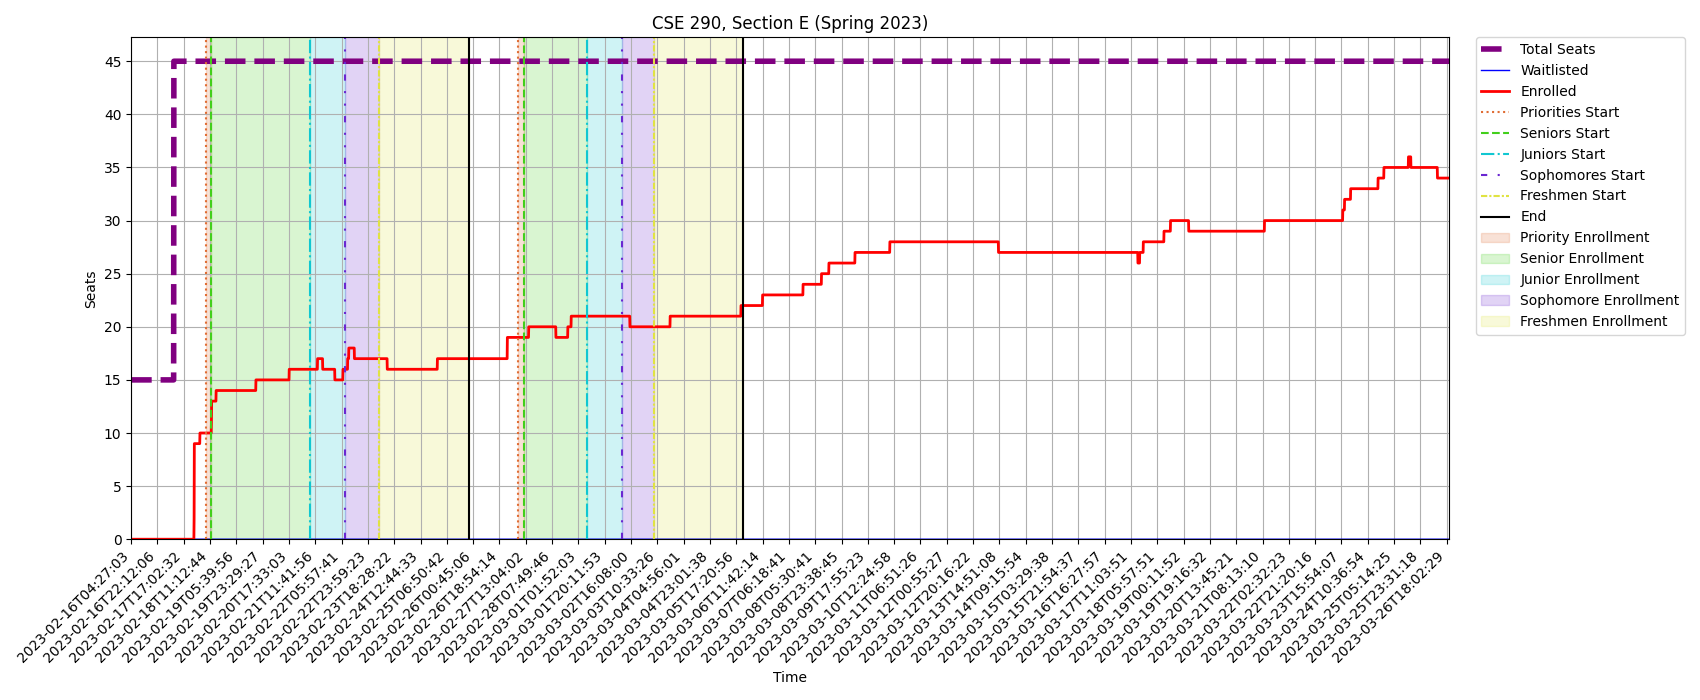 CSE 290, Section E (Spring 2023)
Seats
45
40
35
30
25
20
15
10
5
0
2023-02-16T04:27:03
2023-02-16T22:12:06
2023-02-17T17:02:32
2023-02-18T11:12:44
2023-02-19T05:39:56
2023-02-19T23:29:27
2023-02-20T17:33:03
2023-02-21T11:41:56
2023-02-22T05:57:41
2023-02-22T23:59:23
2023-02-23T18:28:22
2023-02-24T12:44:33
2023-02-25T06:50:42
2023-02-26T00:45:06
2023-02-26T18:54:14
2023-02-27T13:04:02
2023-02-28T07:49:46
2023-03-01T01:52:03
2023-03-01T20:11:53
2023-03-02T16:08:00
2023-03-03T10:33:26
2023-03-04T04:56:01
2023-03-04T23:01:38
2023-03-05T17:20:56
2023-03-06T11:42:14
2023-03-07T06:18:41
2023-03-08T05:30:41
2023-03-08T23:38:45
2023-03-09T17:55:23
2023-03-10T12:24:58
2023-03-11T06:51:26
2023-03-12T00:55:27
2023-03-12T20:16:22
2023-03-13T14:51:08
2023-03-14T09:15:54
2023-03-15T03:29:38
2023-03-15T21:54:37
2023-03-16T16:27:57
2023-03-17T11:03:51
2023-03-18T05:57:51
2023-03-19T00:11:52
2023-03-19T19:16:32
2023-03-20T13:45:21
2023-03-21T08:13:10
2023-03-22T02:32:23
2023-03-22T21:20:16
2023-03-23T15:54:07
2023-03-24T10:36:54
2023-03-25T05:14:25
2023-03-25T23:31:18
2023-03-26T18:02:29
Time
Total Seats
Waitlisted
Enrolled
Priorities Start
Seniors Start
Juniors Start
Sophomores Start
Freshmen Start
End
Priority Enrollment
Senior Enrollment
Junior Enrollment
Sophomore Enrollment
Freshmen Enrollment